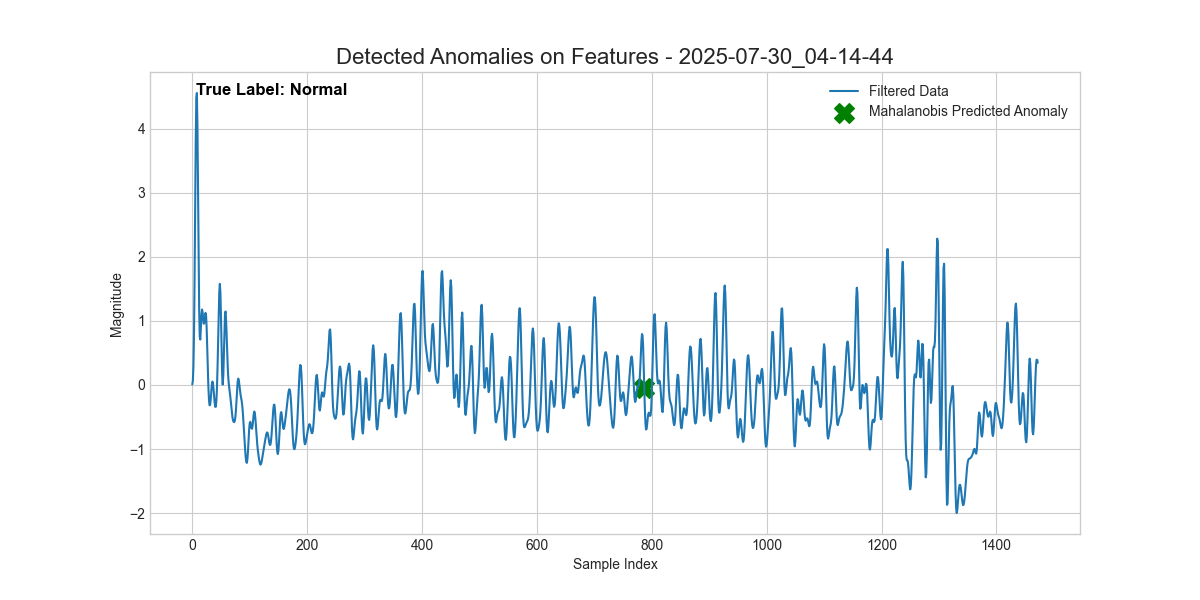 Detected Anomalies on Features - 2025-07-30_04-14-44
True Label: Normal
Filtered Data
Mahalanobis Predicted Anomaly
Magnitude
4
3
2
1
0
−1
−2
0 200 400 600 800 1000 1200 1400
Sample Index